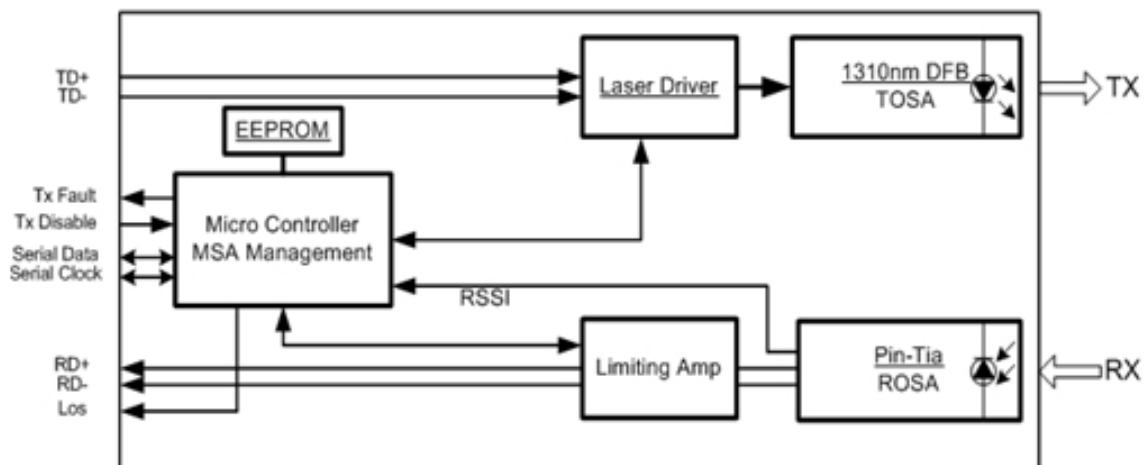 TD+
TD-
Laser Driver
1310nm DFB
TOSA
TX
EEPROM
Tx Fault
Tx Disable
Serial Data
Serial Clock
Micro Controller
MSA Management
RSSI
RD+
RD-
Los
Limiting Amp
Pin-Tia
ROSA
RX